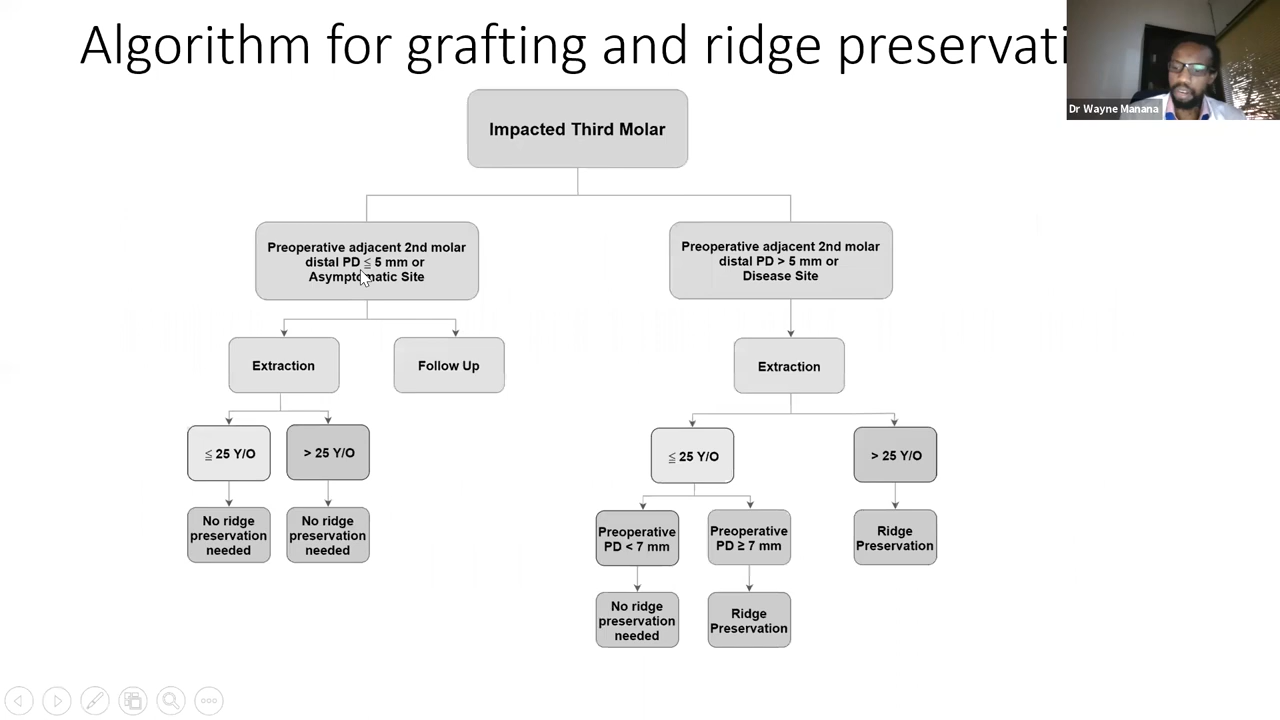 Algorithm for grafting and ridge preservati
Dr Wayne Manana
Impacted Third Molar
Preoperative adjacent 2nd molar
distal PD ≦ 5 mm or
Asymptomatic Site
Preoperative adjacent 2nd molar
distal PD > 5 mm or
Disease Site
Extraction
Follow Up
Extraction
≦ 25 Y/O
> 25 Y/O
≦ 25 Y/O
> 25 Y/O
No ridge
preservation
needed
No ridge
preservation
needed
Preoperative
PD < 7 mm
Preoperative
PD ≥ 7 mm
Ridge
Preservation
No ridge
preservation
needed
Ridge
Preservation